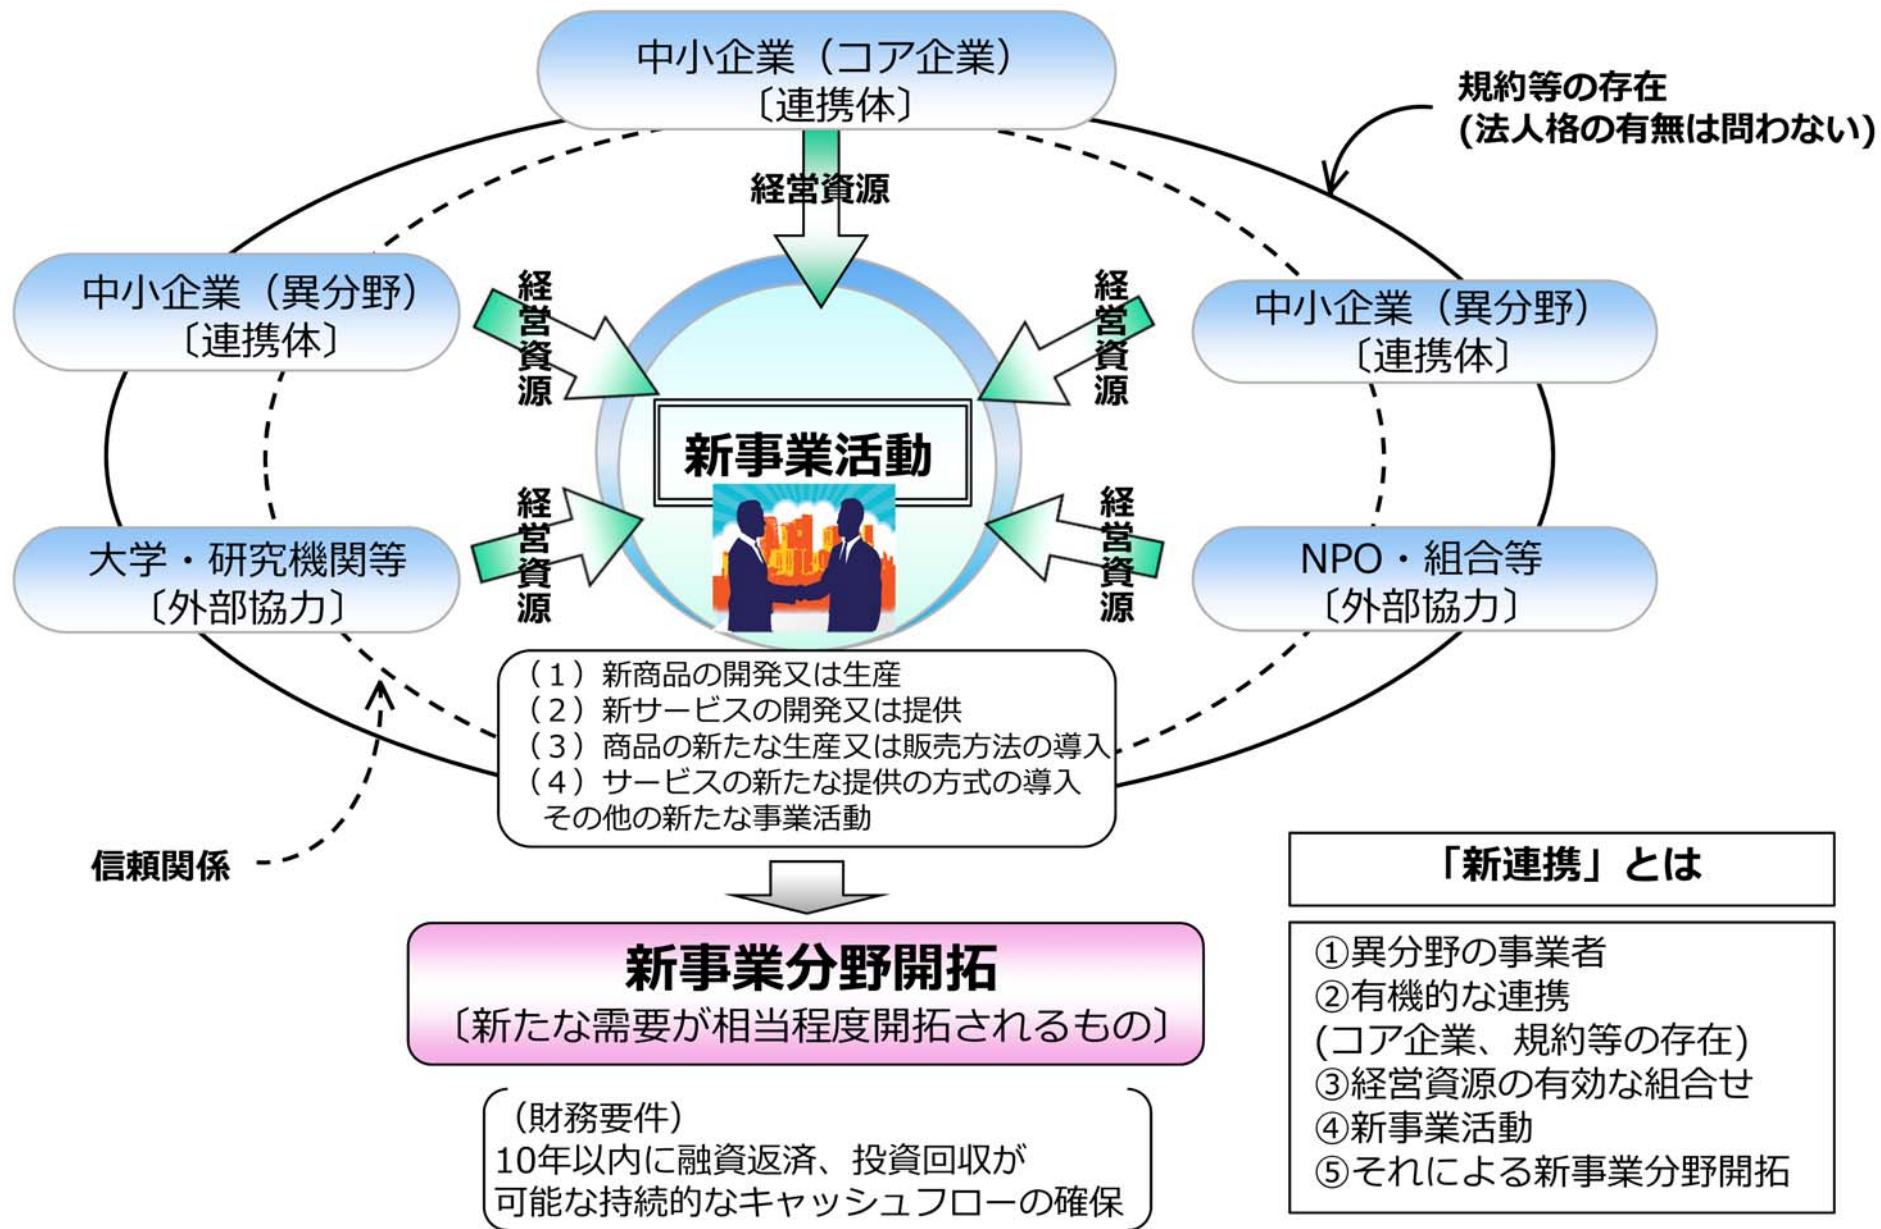 中小企業（コア企業）
〔連携体〕
規約等の存在
(法人格の有無は問わない)
経営資源
中小企業（異分野）
〔連携体〕
経営資源
経営資源
中小企業（異分野）
〔連携体〕
新事業活動
大学・研究機関等
〔外部協力〕
経営資源
経営資源
NPO・組合等
〔外部協力〕
（１）新商品の開発又は生産
（２）新サービスの開発又は提供
（３）商品の新たな生産又は販売方法の導入
（４）サービスの新たな提供の方式の導入
その他の新たな事業活動
信頼関係
新事業分野開拓
〔新たな需要が相当程度開拓されるもの〕
（財務要件）
10年以内に融資返済、投資回収が
可能な持続的なキャッシュフローの確保
「新連携」とは
①異分野の事業者
②有機的な連携
(コア企業、規約等の存在)
③経営資源の有効な組合せ
④新事業活動
⑤それによる新事業分野開拓